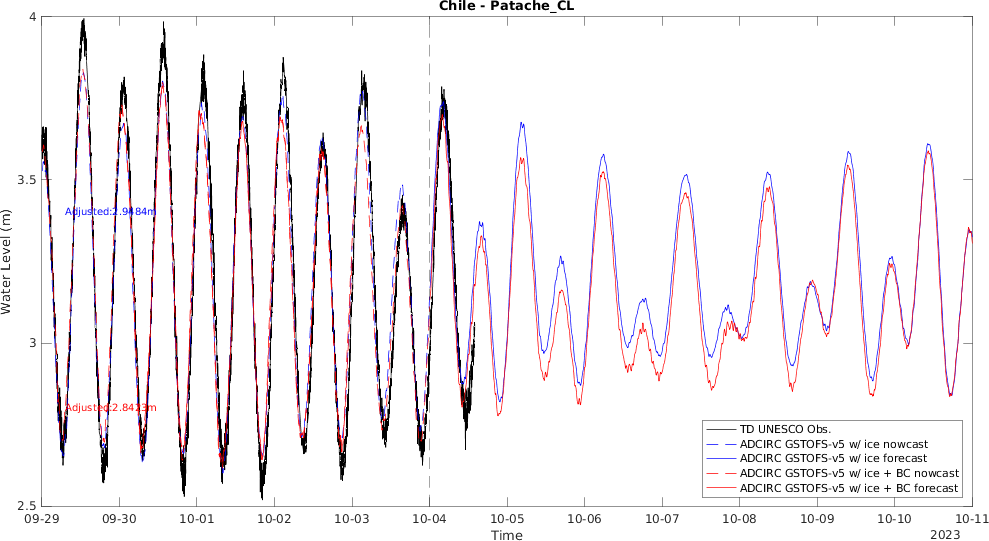 Chile - Patache_CL
4
3.5
3
2.5
Water Level (m)
Adjusted:2.9484m
Adjusted:2.8423m
TD UNESCO Obs.
ADCIRC GSTOFS-v5 w/ ice nowcast
ADCIRC GSTOFS-v5 w/ ice forecast
ADCIRC GSTOFS-v5 w/ ice + BC nowcast
ADCIRC GSTOFS-v5 w/ ice + BC forecast
09-29 09-30 10-01 10-02 10-03 10-04 10-05 10-06 10-07 10-08 10-09 10-10 10-11
Time
2023